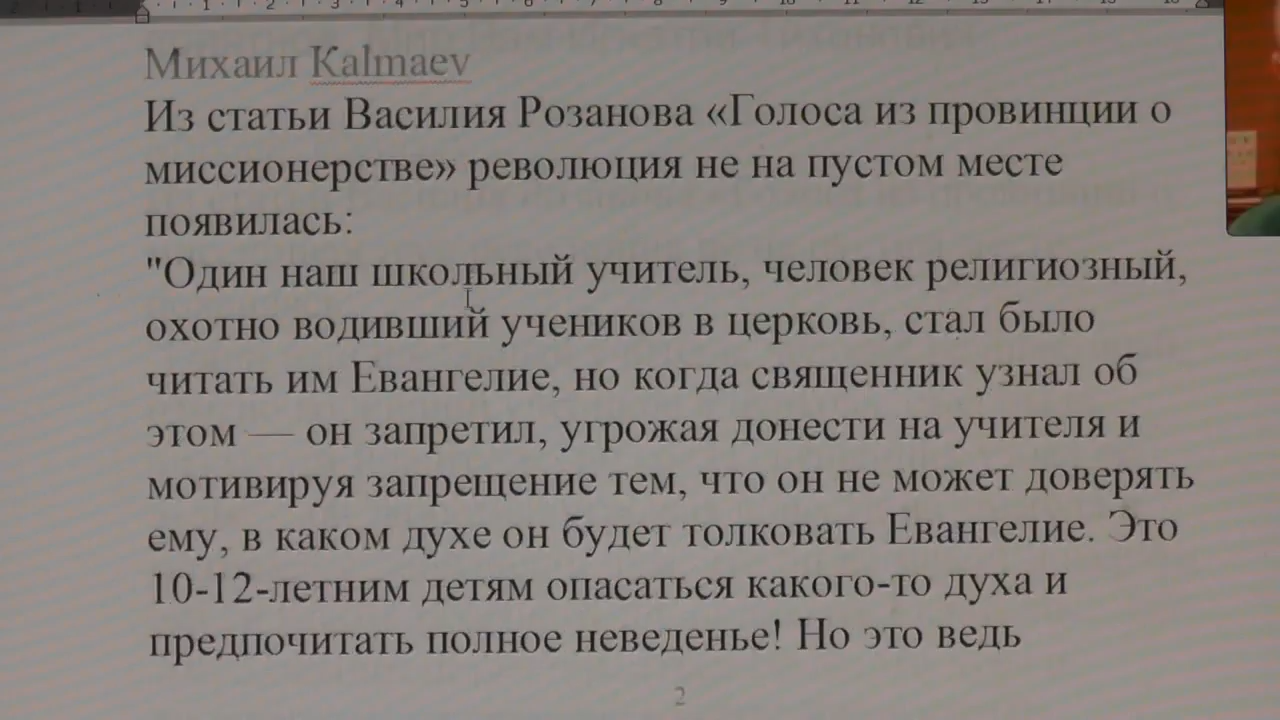 Михаил Kalmaev
Из статьи Василия Розанова «Голоса из провинции о
миссионерстве» революция не на пустом месте
появилась:
"Один наш школьный учитель, человек религиозный,
охотно водивший учеников в церковь, стал было
читать им Евангелие, но когда священник узнал об
этом — он запретил, угрожая донести на учителя и
мотивируя запрещение тем, что он не может доверять
ему, в каком духе он будет толковать Евангелие. Это
10-12-летним детям опасаться какого-то духа и
предпочитать полное неведенье! Но это ведь
2